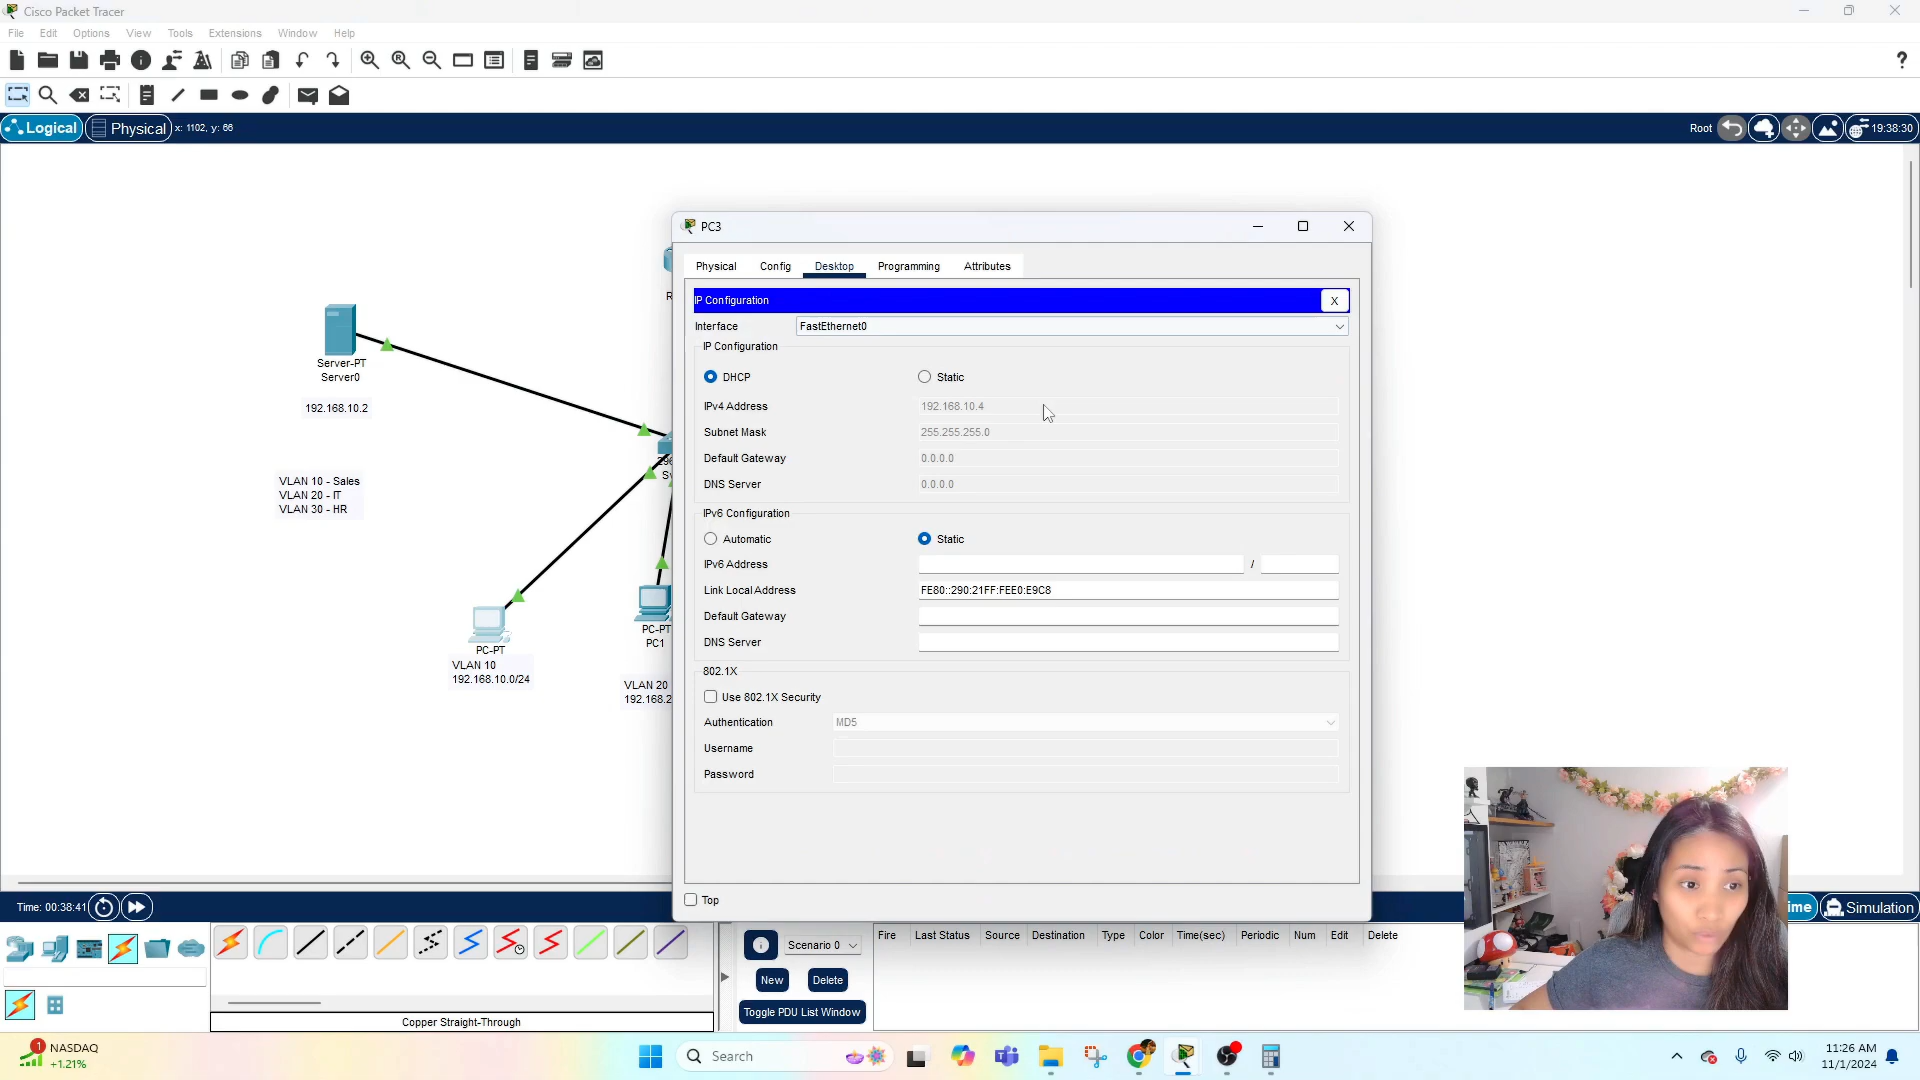 Cisco Packet Tracer
File Edit Options View Tools Extensions Window Help
Logical Physical x: 1102, y: 66 Root 19:38:30
PC3
Physical Config Desktop Programming Attributes
IP Configuration X
Interface FastEthernet0
IP Configuration
DHCP Static
IPv4 Address 192.168.10.4
Subnet Mask 255.255.255.0
Default Gateway 0.0.0.0
DNS Server 0.0.0.0
IPv6 Configuration
Automatic Static
IPv6 Address /
Link Local Address FE80::290:21FF:FEE0:E9C8
Default Gateway
DNS Server
802.1X
Use 802.1X Security
Authentication MD5
Username
Password
Top
Server-PT
Server0
192.168.10.2
VLAN 10 - Sales
VLAN 20 - IT
VLAN 30 - HR
PC-PT
VLAN 10
192.168.10.0/24
PC-PT
PC1
VLAN 20
192.168.2
Time: 00:38:41 Simulation
Scenario 0
New Delete
Toggle PDU List Window
Fire Last Status Source Destination Type Color Time(sec) Periodic Num Edit Delete
Copper Straight-Through
1 NASDAQ
+1.21%
Search
11:26 AM
11/1/2024